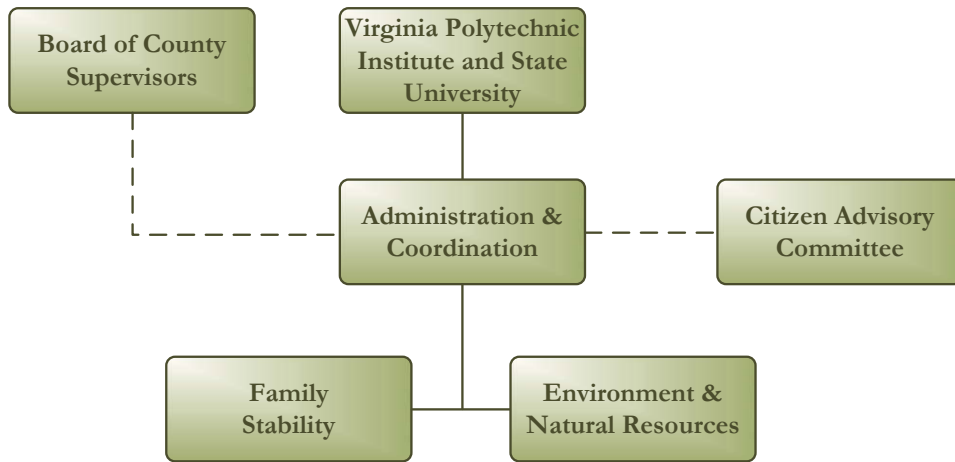 Board of County
Supervisors
Virginia Polytechnic
Institute and State
University
Administration &
Coordination
Citizen Advisory
Committee
Family
Stability
Environment &
Natural Resources